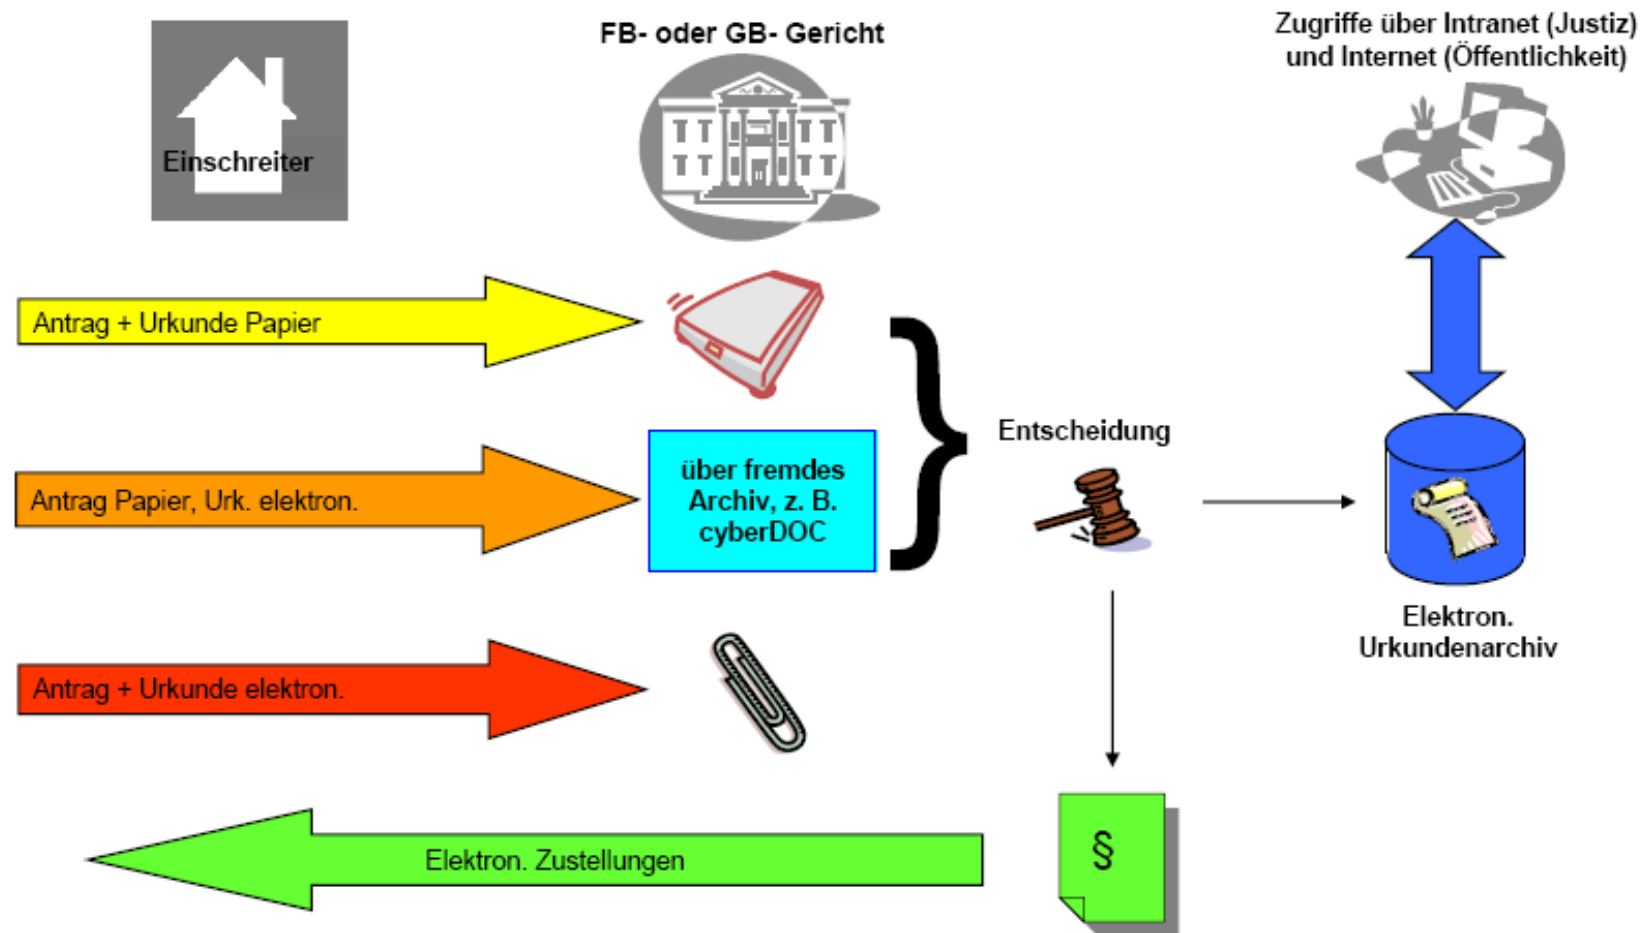 Einschreiter
FB- oder GB- Gericht
Zugriffe über Intranet (Justiz)
und Internet (Öffentlichkeit)
Antrag + Urkunde Papier
Antrag Papier, Urk. elektron.
über fremdes
Archiv, z. B.
cyberDOC
Entscheidung
Elektron.
Urkundenarchiv
Antrag + Urkunde elektron.
Elektron. Zustellungen
§